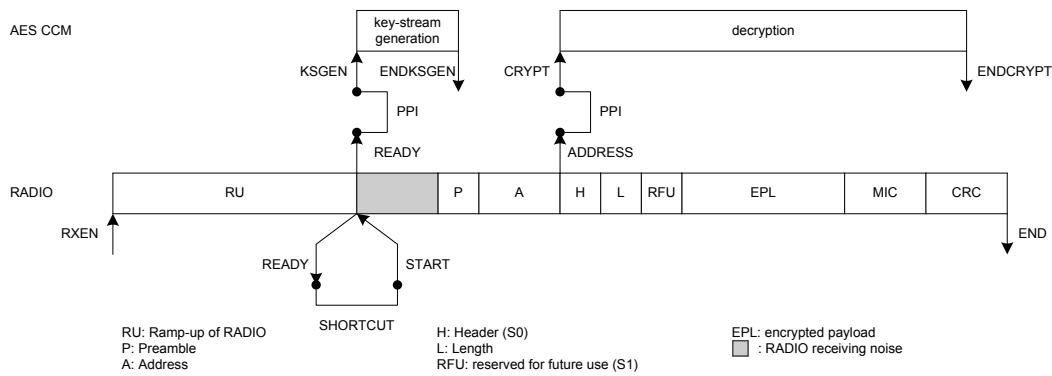 AES CCM
key-stream
generation
decryption
KSGEN
ENDKSGEN
CRYPT
ENDCRYPT
PPI
PPI
READY
ADDRESS
RADIO
RU
P
A
H
L
RFU
EPL
MIC
CRC
RXEN
END
READY
START
SHORTCUT
RU: Ramp-up of RADIO
P: Preamble
A: Address
H: Header (S0)
L: Length
RFU: reserved for future use (S1)
EPL: encrypted payload
: RADIO receiving noise